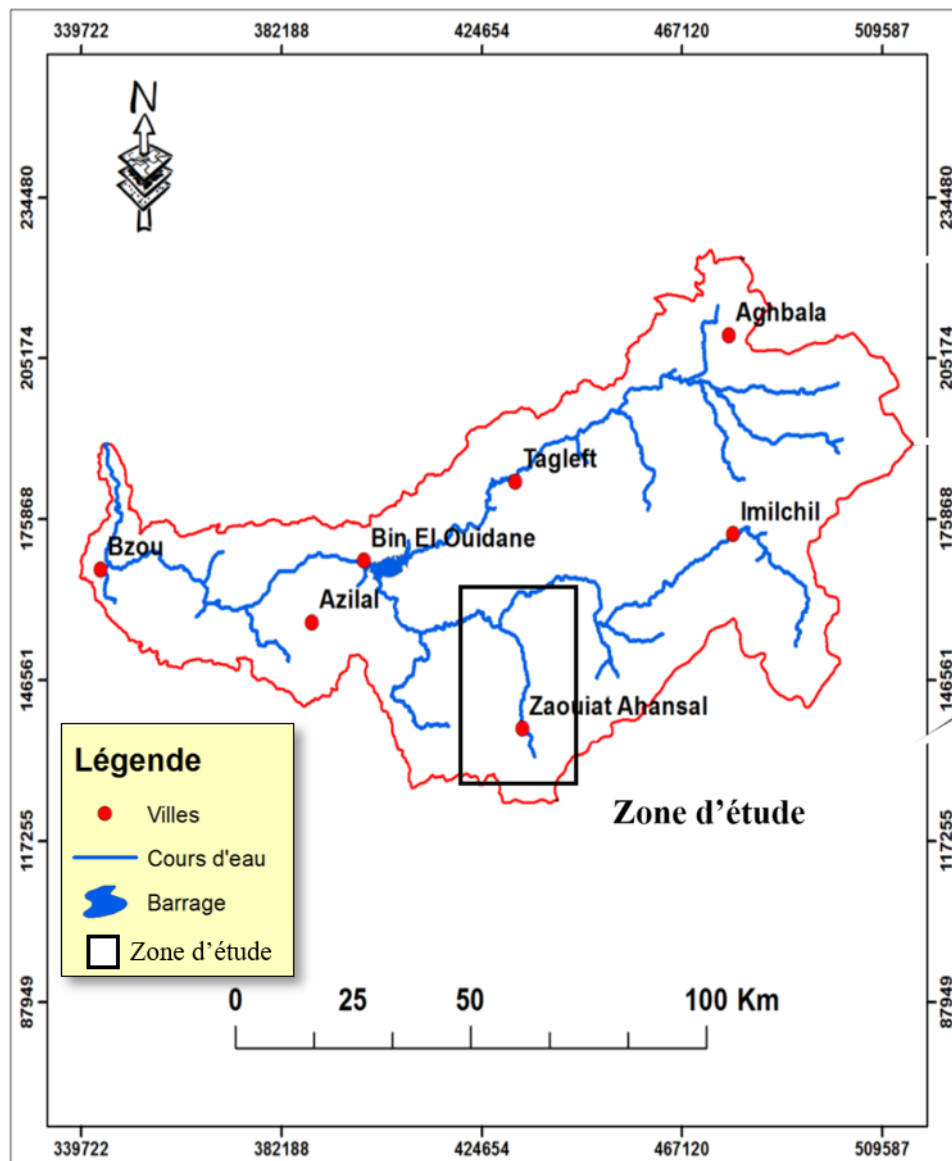 339722 382188 424654 467120 509587
N
234480 234480
Aghbala
205174 205174
Tagleft
175868 175868
Imilchil
Bin El Ouidane
Bzou
Azilal
146561 146561
Zaouiat Ahansal
Légende
Villes
Cours d'eau
Barrage
Zone d’étude
Zone d’étude
117255 117255
87949 87949
0 25 50 100 Km
339722 382188 424654 467120 509587